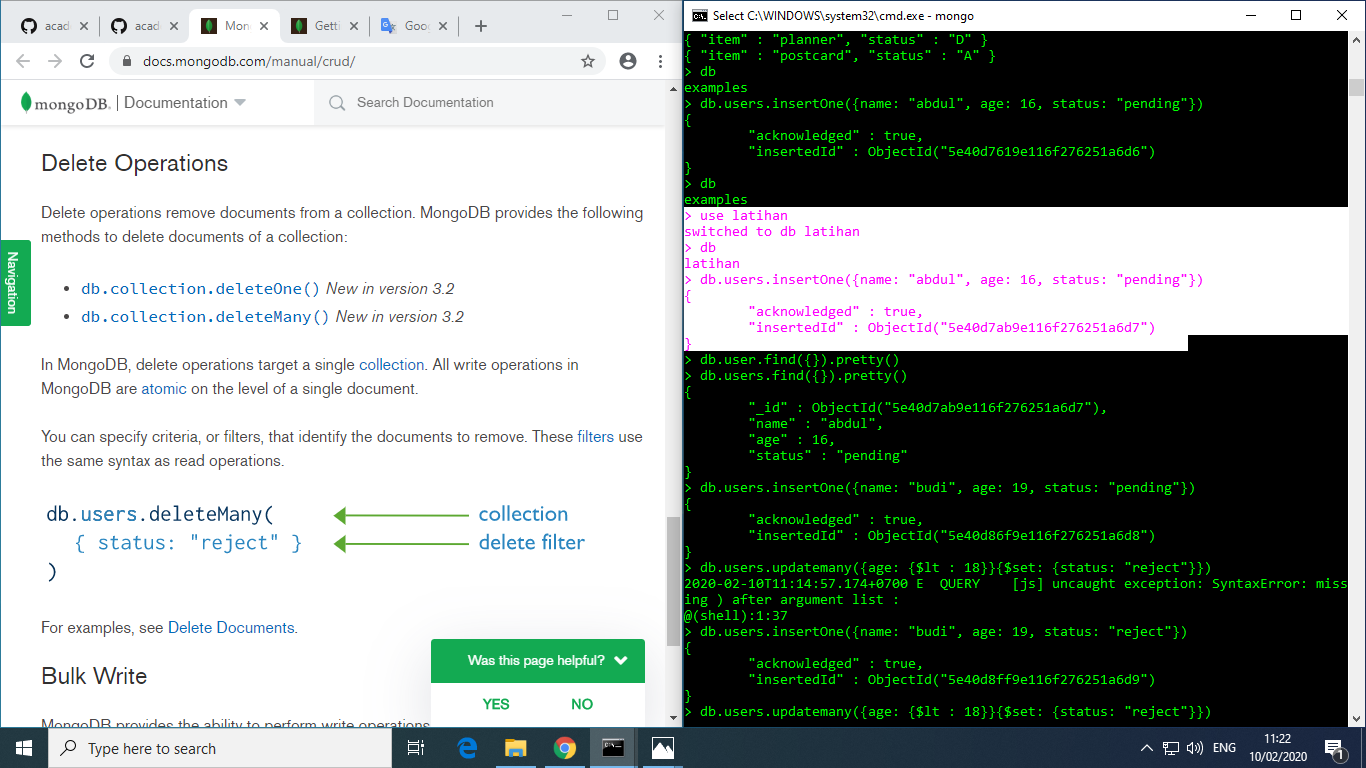 acad
acad
Mon
Getti
Goog
docs.mongodb.com/manual/crud/
mongoDB. | Documentation
Search Documentation
Navigation
Delete Operations
Delete operations remove documents from a collection. MongoDB provides the following
methods to delete documents of a collection:
• db.collection.deleteOne() New in version 3.2
• db.collection.deleteMany() New in version 3.2
In MongoDB, delete operations target a single collection. All write operations in
MongoDB are atomic on the level of a single document.
You can specify criteria, or filters, that identify the documents to remove. These filters use
the same syntax as read operations.
db.users.deleteMany( collection
{ status: "reject" } delete filter
)
For examples, see Delete Documents.
Bulk Write
MongoDB provides the ability to perform write operations
Was this page helpful?
YES NO
Select C:\WINDOWS\system32\cmd.exe - mongo
{ "item" : "planner", "status" : "D" }
{ "item" : "postcard", "status" : "A" }
> db
examples
> db.users.insertOne({name: "abdul", age: 16, status: "pending"})
{
"acknowledged" : true,
"insertedId" : ObjectId("5e40d7619e116f276251a6d6")
}
> db
examples
> use latihan
switched to db latihan
> db
latihan
> db.users.insertOne({name: "abdul", age: 16, status: "pending"})
{
"acknowledged" : true,
"insertedId" : ObjectId("5e40d7ab9e116f276251a6d7")
}
> db.user.find({}).pretty()
> db.users.find({}).pretty()
{
"_id" : ObjectId("5e40d7ab9e116f276251a6d7"),
"name" : "abdul",
"age" : 16,
"status" : "pending"
}
> db.users.insertOne({name: "budi", age: 19, status: "pending"})
{
"acknowledged" : true,
"insertedId" : ObjectId("5e40d86f9e116f276251a6d8")
}
> db.users.updatemany({age: {$lt : 18}}{$set: {status: "reject"}})
2020-02-10T11:14:57.174+0700 E  QUERY    [js] uncaught exception: SyntaxError: miss
ing ) after argument list :
@(shell):1:37
> db.users.insertOne({name: "budi", age: 19, status: "reject"})
{
"acknowledged" : true,
"insertedId" : ObjectId("5e40d8ff9e116f276251a6d9")
}
> db.users.updatemany({age: {$lt : 18}}{$set: {status: "reject"}})
Type here to search
ENG
11:22
10/02/2020
1